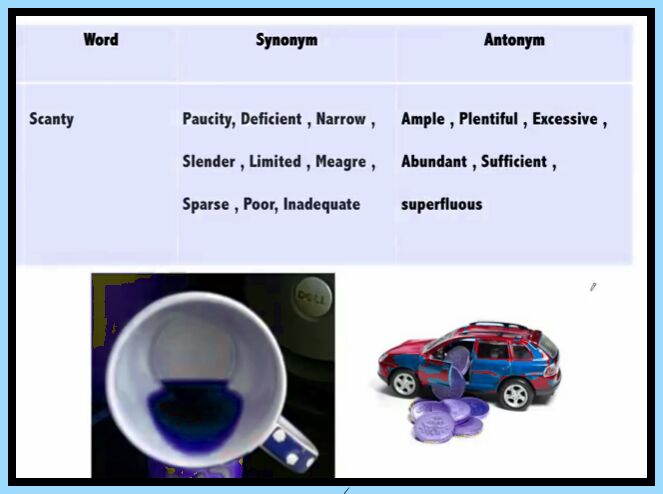 Word Synonym Antonym
Scanty Paucity, Deficient , Narrow , Ample , Plentiful , Excessive ,
Slender , Limited , Meagre , Abundant , Sufficient ,
Sparse , Poor, Inadequate superfluous
DELL